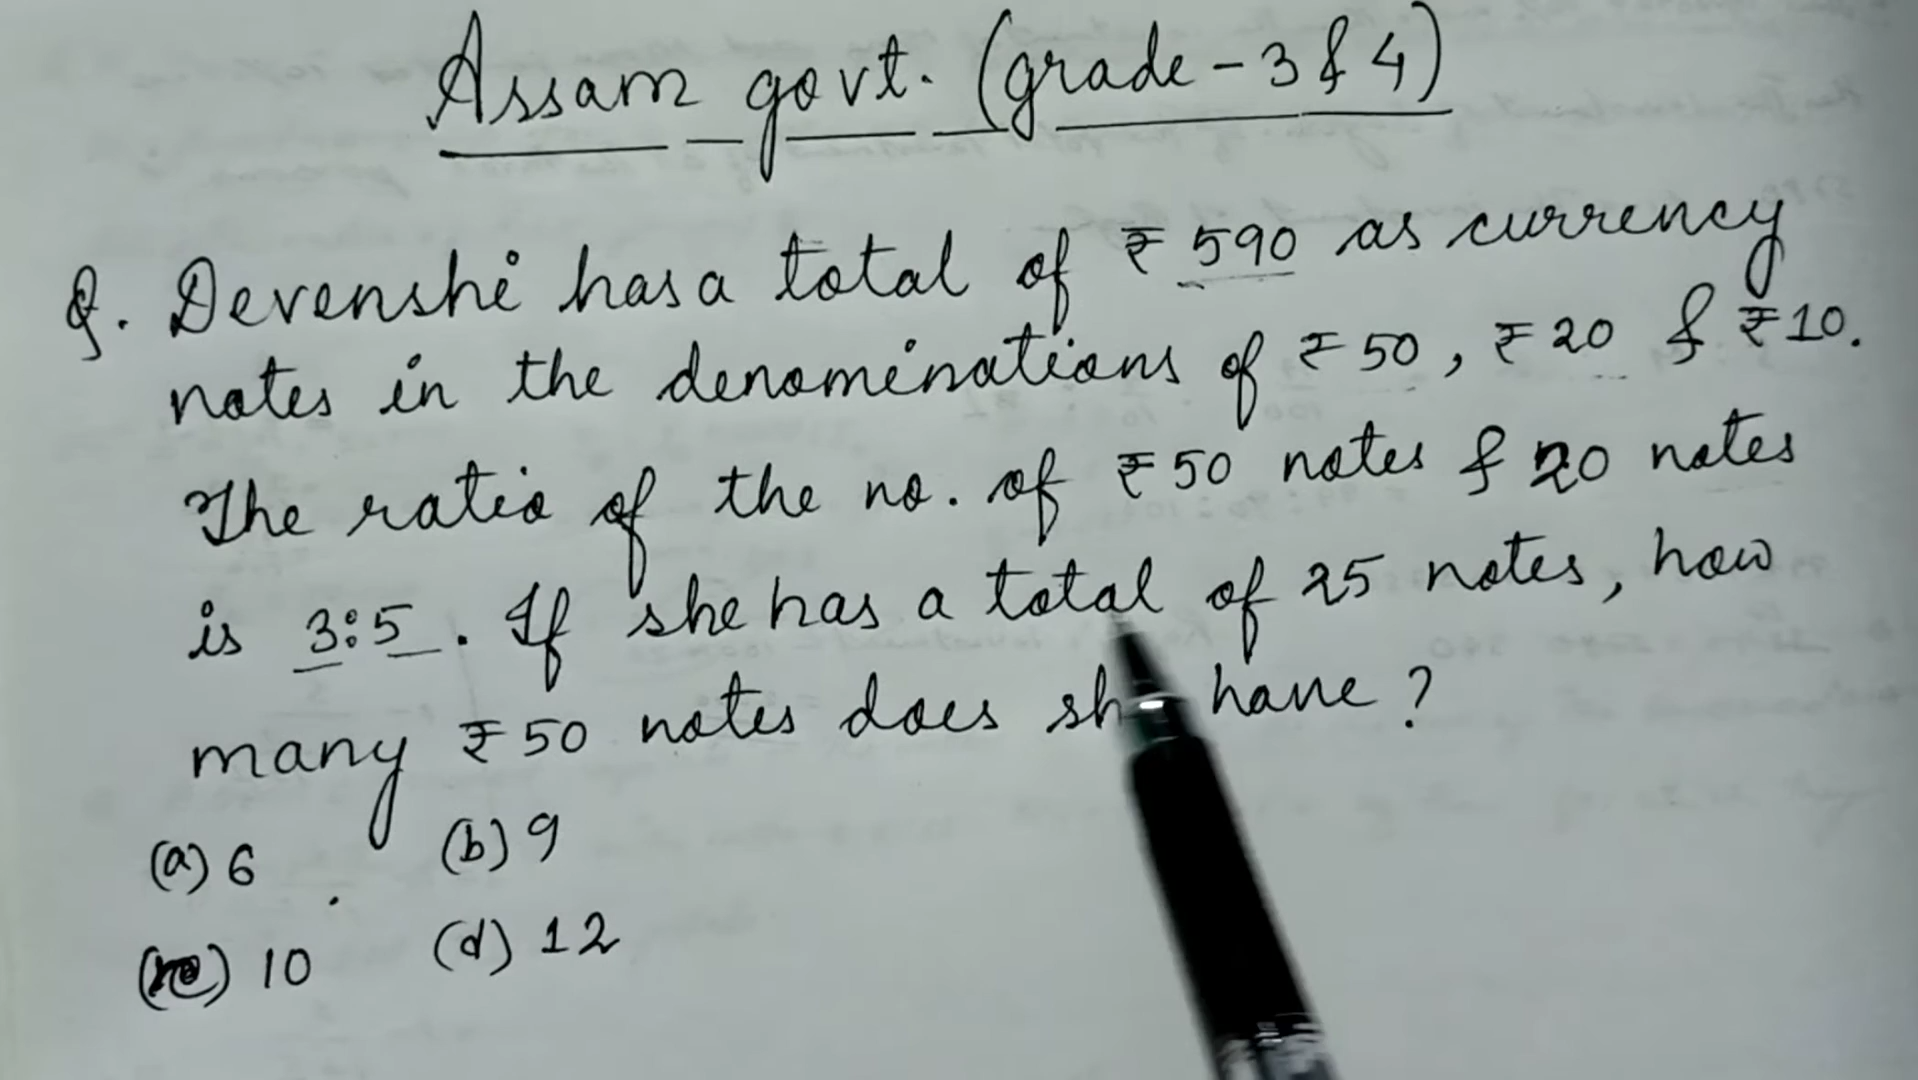 Assam govt. (grade - 3 & 4)
Q. Devenshi has a total of ₹ 590 as currency
notes in the denominations of ₹ 50, ₹ 20 & ₹ 10.
The ratio of the no. of ₹ 50 notes & 20 notes
is 3:5. If she has a total of 25 notes, how
many ₹ 50 notes does sh have?
(a) 6 (b) 9
(c) 10 (d) 12